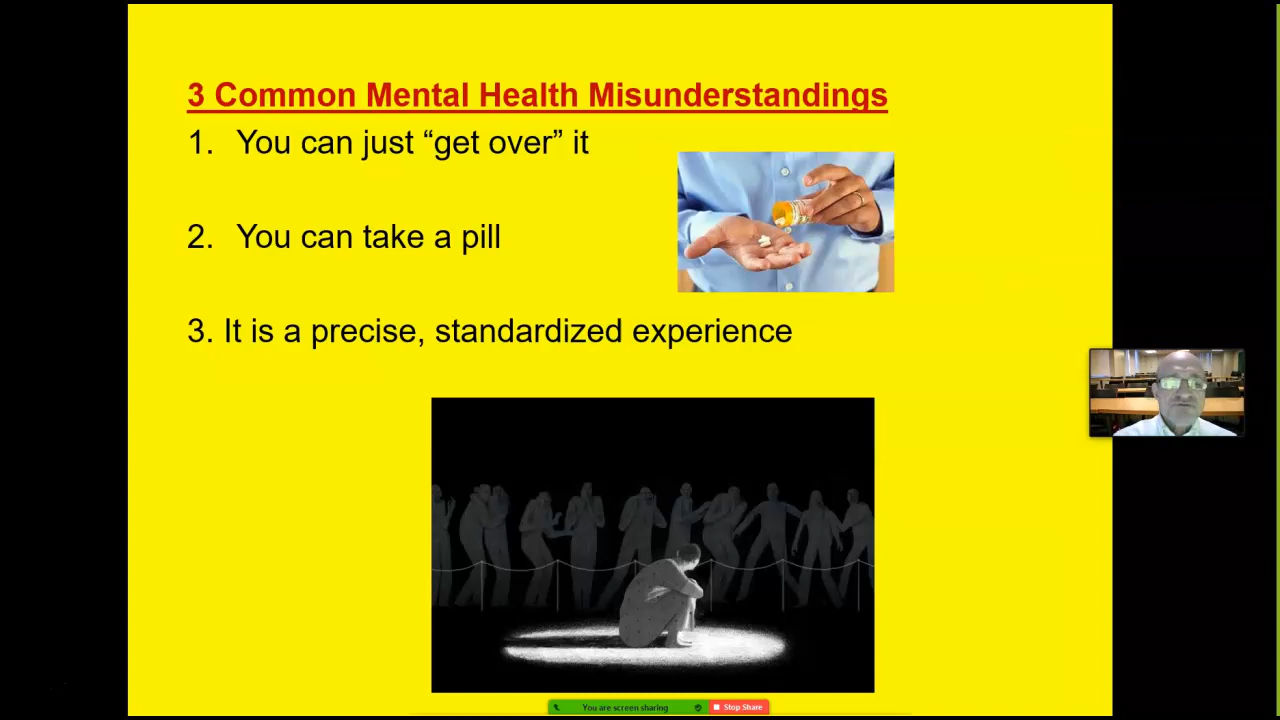 3 Common Mental Health Misunderstandings
1. You can just “get over” it
2. You can take a pill
3. It is a precise, standardized experience
You are screen sharing
Stop Share